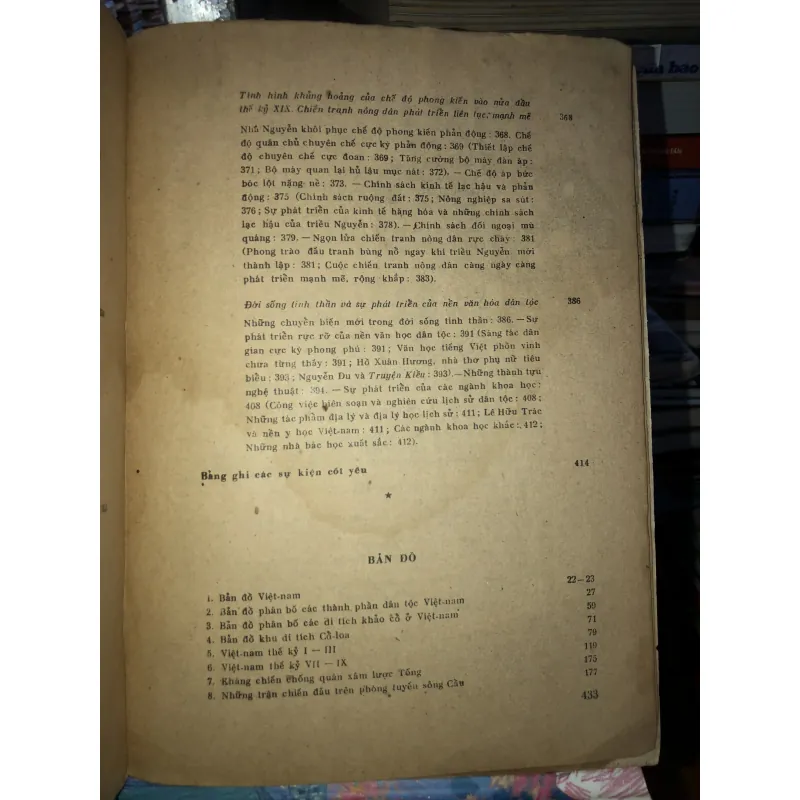 Tình hình khủng hoảng của chế độ phong kiến vào nửa đầu
thế kỷ XIX. Chiến tranh nông dân phát triển liên tục, mạnh mẽ 368
Nhà Nguyễn khôi phục chế độ phong kiến phản động : 368. Chế
độ quân chủ chuyên chế cực kỳ phản động : 369 (Thiết lập chế
độ chuyên chế cực đoan : 369 ; Tăng cường bộ máy đàn áp :
371 ; Bộ máy quan lại hủ lậu mục nát : 372). — Chế độ áp bức
bóc lột nặng nề : 373. — Chính sách kinh tế lạc hậu và phản
động : 375 (Chính sách ruộng đất : 375 ; Nông nghiệp sa sút :
376 ; Sự phát triển của kinh tế hàng hóa và những chính sách
lạc hậu của triều Nguyễn : 378). — Chính sách đối ngoại mù
quáng : 379. — Ngọn lửa chiến tranh nông dân rực cháy : 381
(Phong trào đấu tranh bùng nổ ngay khi triều Nguyễn mới
thành lập : 381 ; Cuộc chiến tranh nông dân càng ngày càng
phát triển mạnh mẽ, rộng khắp : 383).
Đời sống tinh thần và sự phát triển của nền văn hóa dân tộc 386
Những chuyển biến mới trong đời sống tinh thần : 386. — Sự
phát triển rực rỡ của nền văn học dân tộc : 391 (Sáng tác dân
gian cực kỳ phong phú : 391 ; Văn học tiếng Việt phồn vinh
chưa từng thấy : 391 ; Hồ Xuân Hương, nhà thơ phụ nữ tiêu
biểu : 393 ; Nguyễn Du và Truyện Kiều : 393) — Những thành tựu
nghệ thuật : 394. — Sự phát triển của các ngành khoa học :
408 (Công việc biên soạn và nghiên cứu lịch sử dân tộc : 408 ;
Những tác phẩm địa lý và địa lý học lịch sử : 411 ; Lê Hữu Trác
và nền y học Việt-nam : 411 ; Các ngành khoa học khác : 412 ;
Những nhà bác học xuất sắc : 412).
Bảng ghi các sự kiện cốt yếu 414
*
BẢN ĐỒ
1. Bản đồ Việt-nam 22 — 23
2. Bản đồ phân bố các thành phần dân tộc Việt-nam 27
3. Bản đồ phân bố các di tích khảo cổ ở Việt-nam 59
4. Bản đồ khu di tích Cổ-loa 71
5. Việt-nam thế kỷ I — III 79
6. Việt-nam thế kỷ VII — IX 119
7. Kháng chiến chống quân xâm lược Tống 175
8. Những trận chiến đấu trên phòng tuyến sông Cầu 177
433